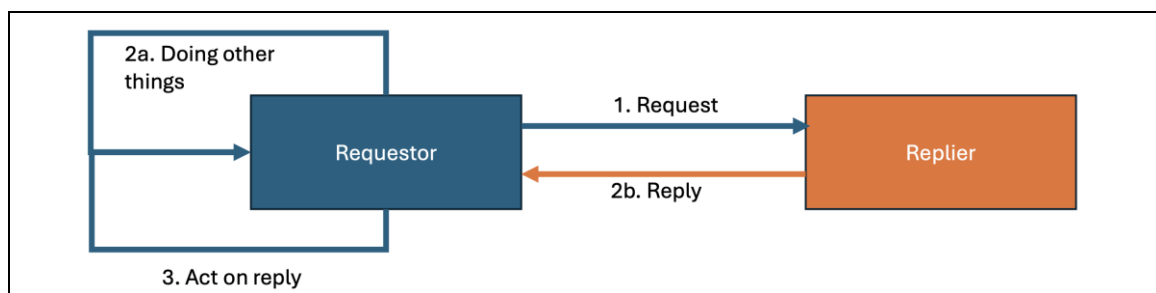 2a. Doing other
things
1. Request
Requestor
Replier
2b. Reply
3. Act on reply